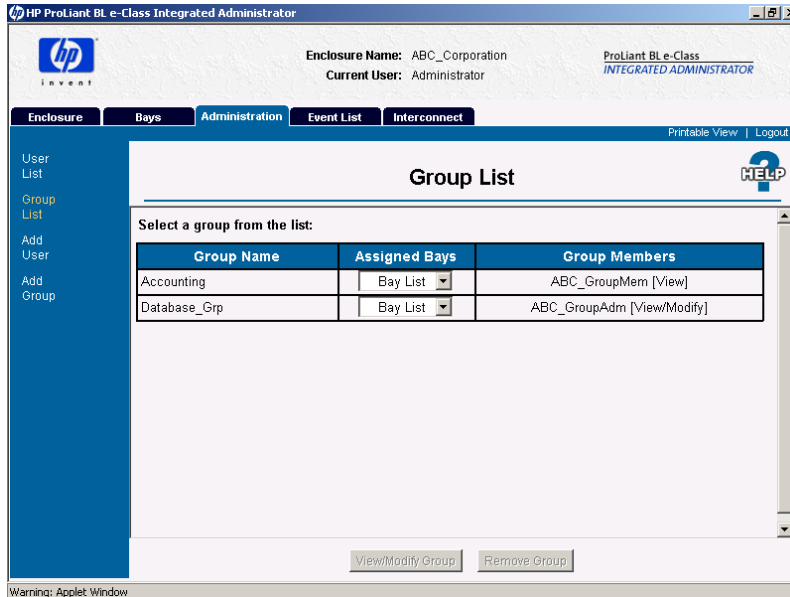 HP ProLiant BL e-Class Integrated Administrator
hp
invent
Enclosure Name: ABC_Corporation
Current User: Administrator
ProLiant BL e-Class
INTEGRATED ADMINISTRATOR
Enclosure Bays Administration Event List Interconnect
Printable View | Logout
User
List
Group
List
Add
User
Add
Group
Group List
HELP
Select a group from the list:
Group Name Assigned Bays Group Members
Accounting Bay List ABC_GroupMem [View]
Database_Grp Bay List ABC_GroupAdm [View/Modify]
View/Modify Group Remove Group
Warning: Applet Window